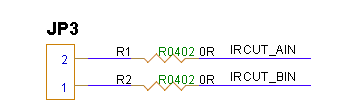 JP3
2 R1 R0402 0R IRCUT_AIN
1 R2 R0402 0R IRCUT_BIN